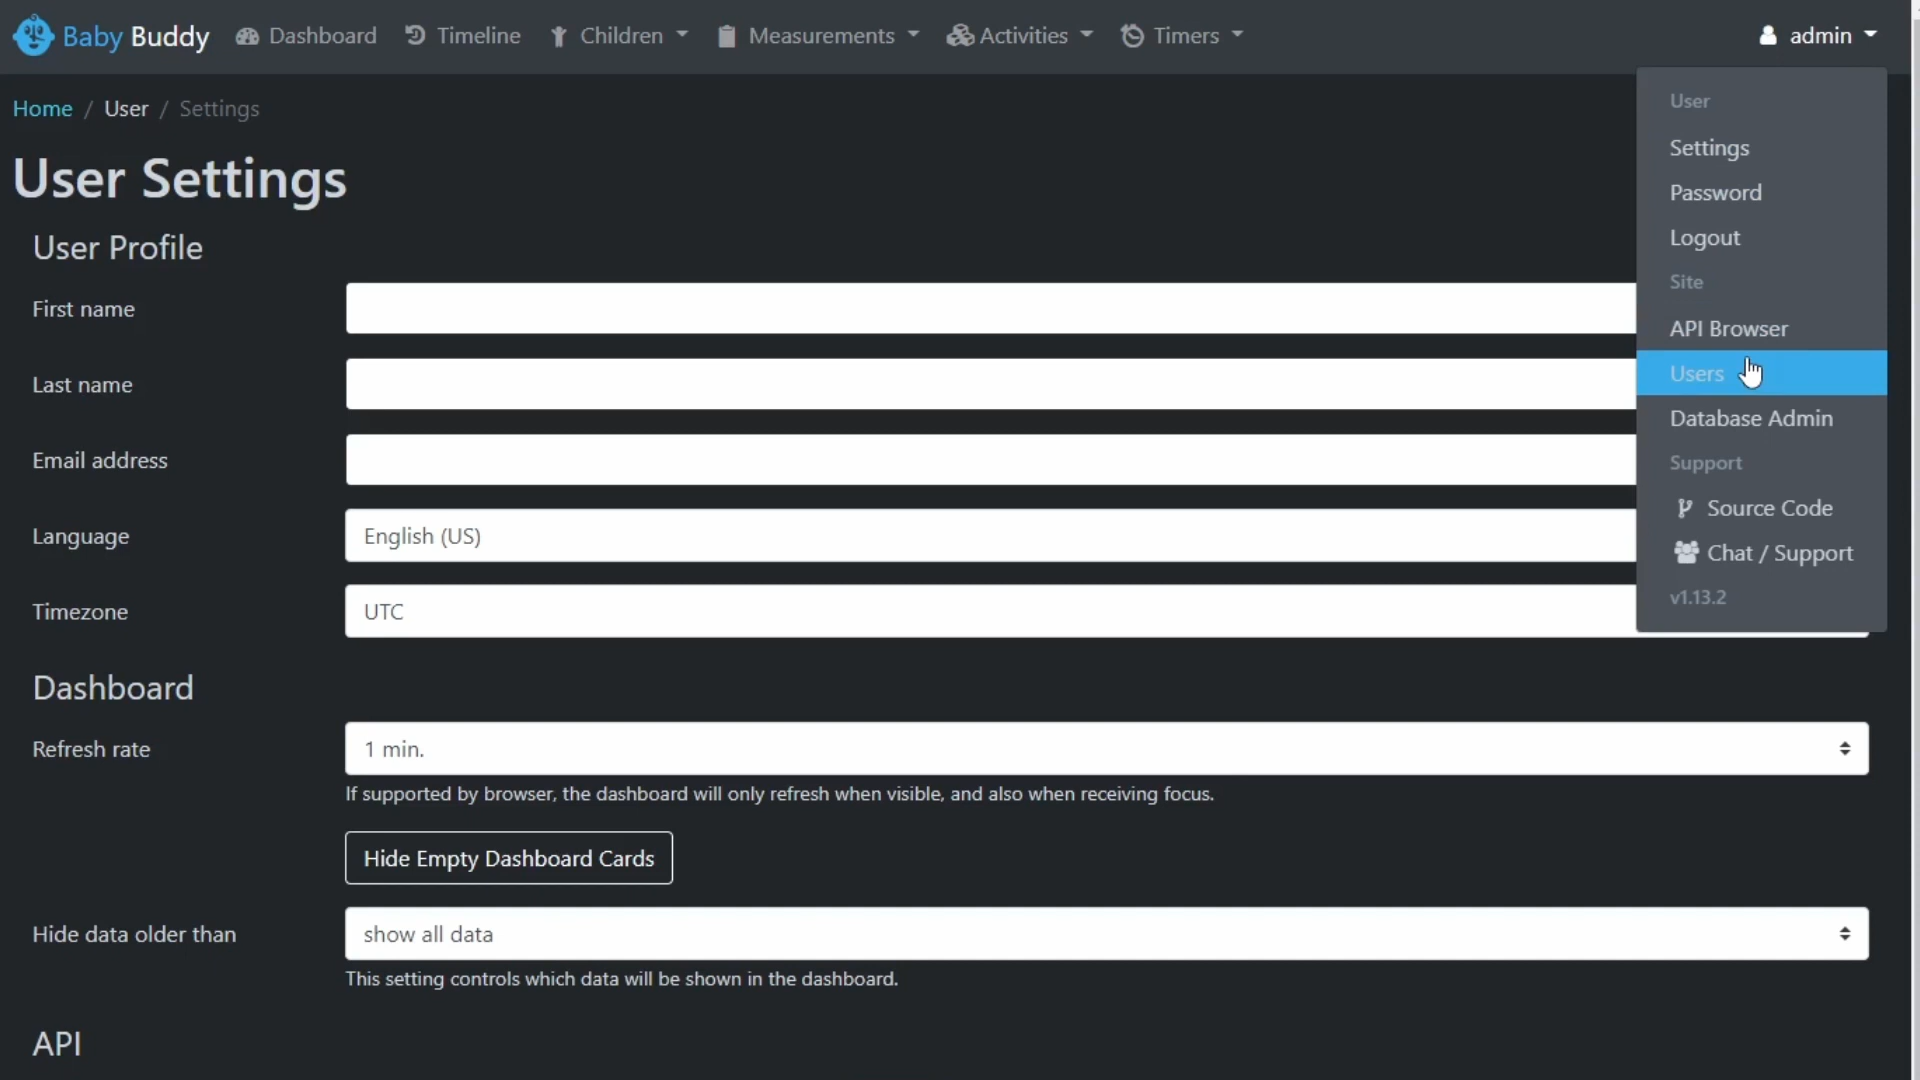 Baby Buddy Dashboard Timeline Children Measurements Activities Timers admin
Home / User / Settings
User Settings
User Profile
First name
Last name
Email address
Language English (US)
Timezone UTC
Dashboard
Refresh rate 1 min.
If supported by browser, the dashboard will only refresh when visible, and also when receiving focus.
Hide Empty Dashboard Cards
Hide data older than show all data
This setting controls which data will be shown in the dashboard.
API
User
Settings
Password
Logout
Site
API Browser
Users
Database Admin
Support
Source Code
Chat / Support
v1.13.2